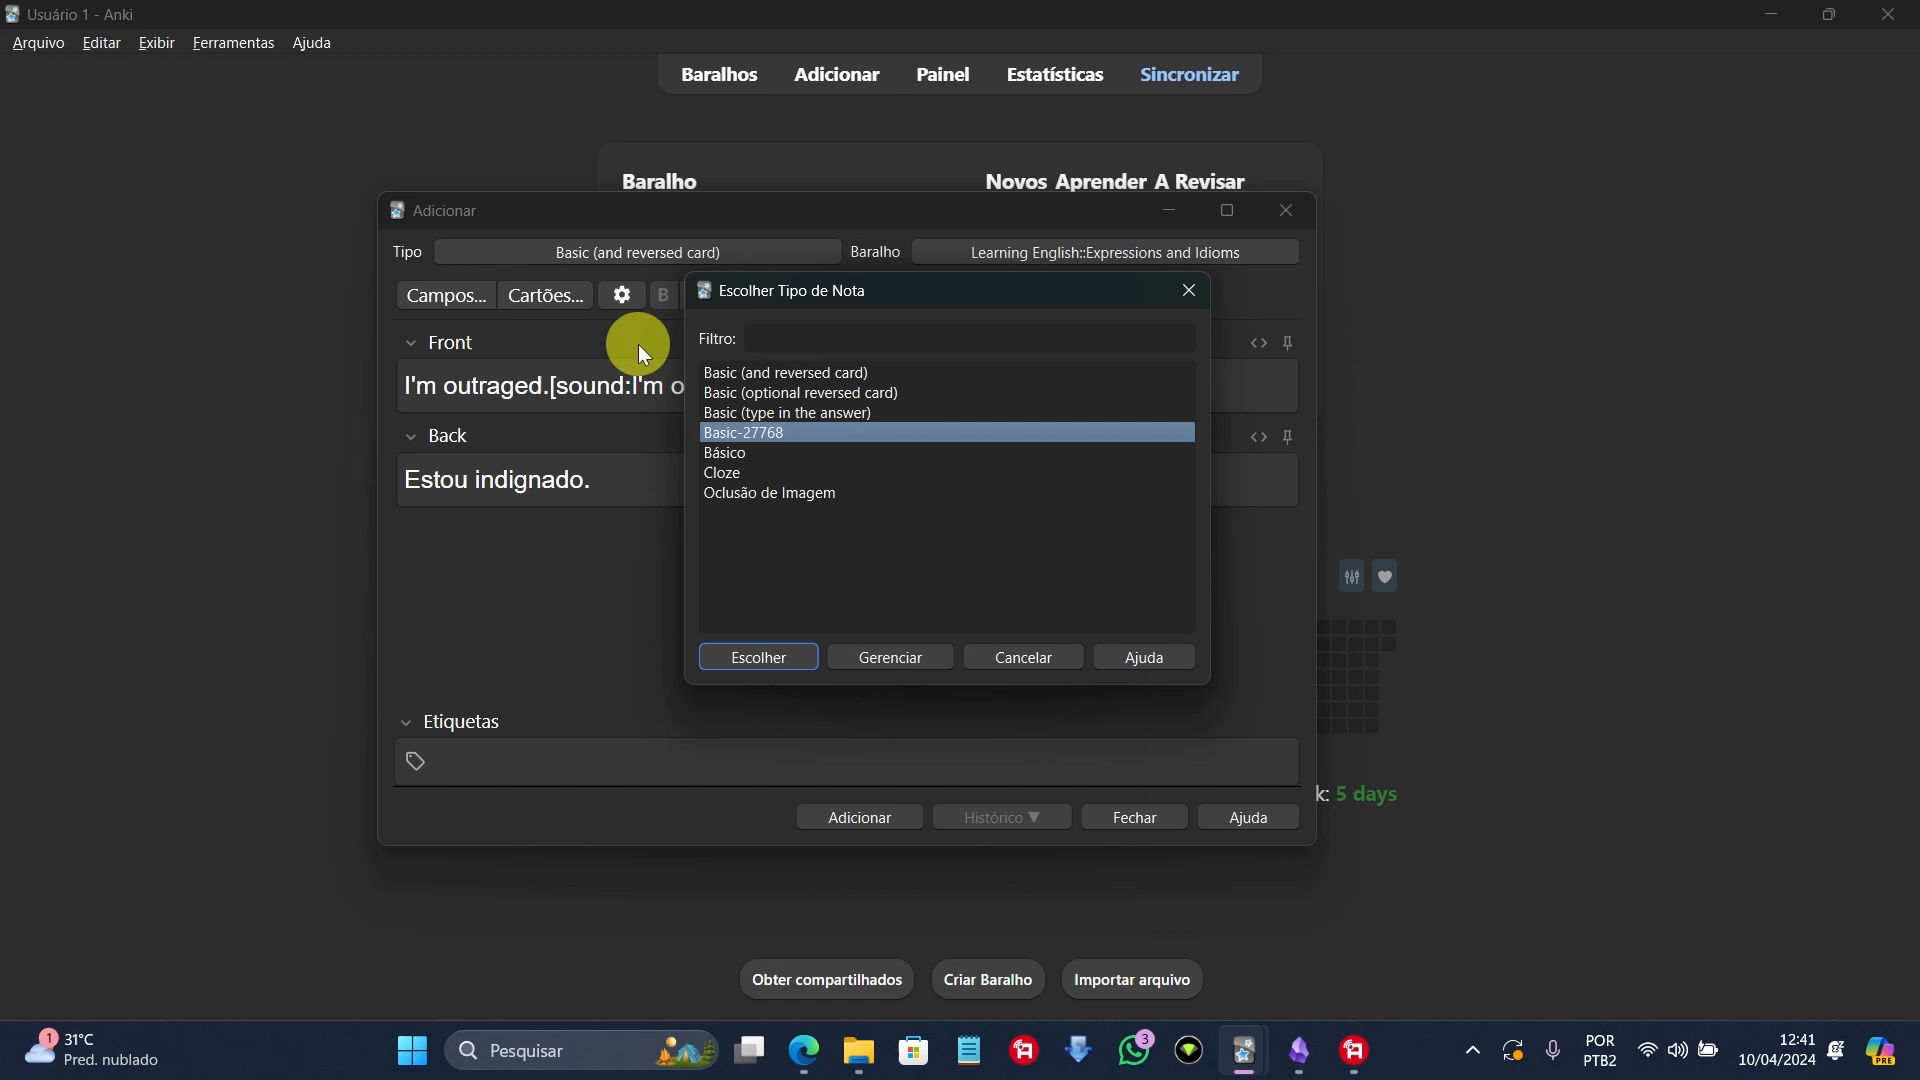 Usuário 1 - Anki
Arquivo Editar Exibir Ferramentas Ajuda
Baralhos Adicionar Painel Estatísticas Sincronizar
Baralho Novos Aprender A Revisar
Adicionar
Tipo Basic (and reversed card) Baralho Learning English::Expressions and Idioms
Campos... Cartões... B
Escolher Tipo de Nota
Filtro:
Front
I'm outraged.[sound:I'm o
Back
Estou indignado.
Basic (and reversed card)
Basic (optional reversed card)
Basic (type in the answer)
Basic-27768
Básico
Cloze
Oclusão de Imagem
Escolher Gerenciar Cancelar Ajuda
Etiquetas
k: 5 days
Adicionar Histórico ▼ Fechar Ajuda
Obter compartilhados Criar Baralho Importar arquivo
1 31°C
Pred. nublado
Pesquisar
3
POR
PTB2
12:41
10/04/2024
PRE